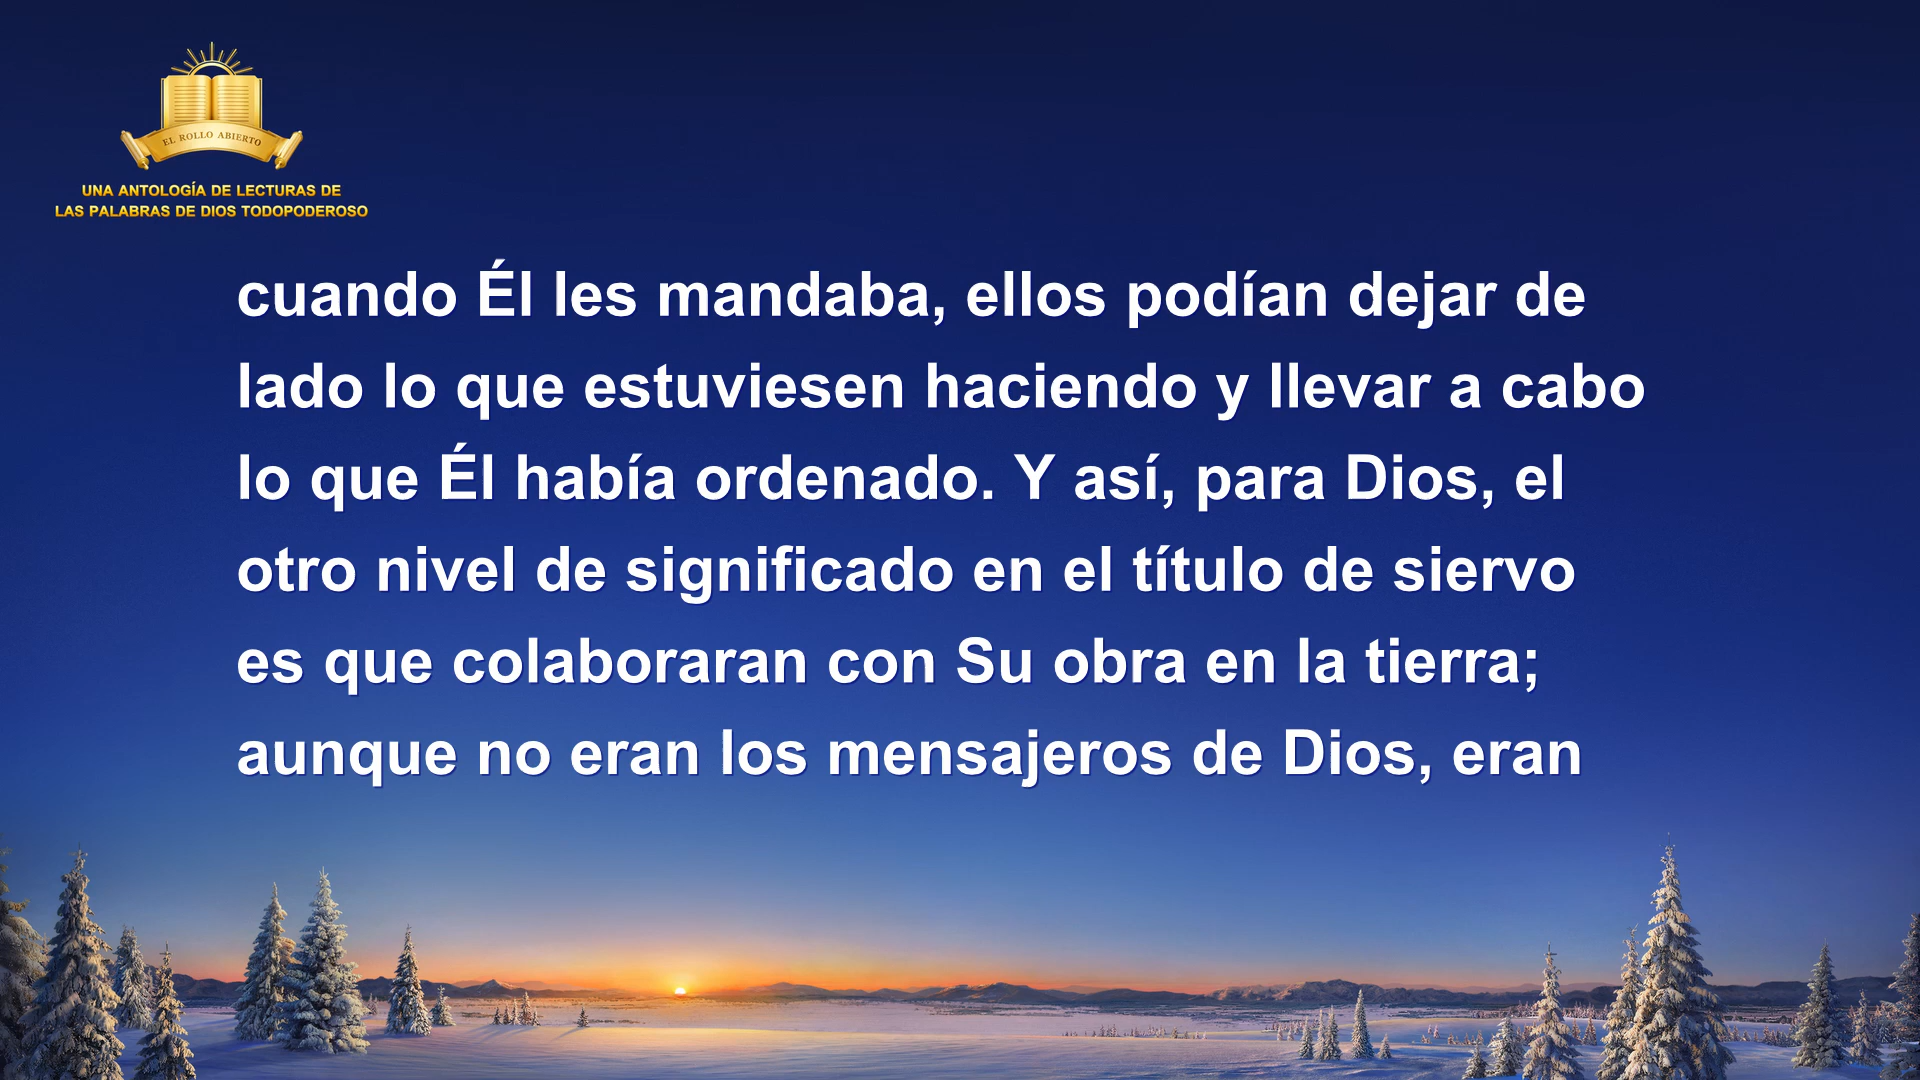 EL ROLLO ABIERTO
UNA ANTOLOGÍA DE LECTURAS DE
LAS PALABRAS DE DIOS TODOPODEROSO
cuando Él les mandaba, ellos podían dejar de
lado lo que estuviesen haciendo y llevar a cabo
lo que Él había ordenado. Y así, para Dios, el
otro nivel de significado en el título de siervo
es que colaboraran con Su obra en la tierra;
aunque no eran los mensajeros de Dios, eran